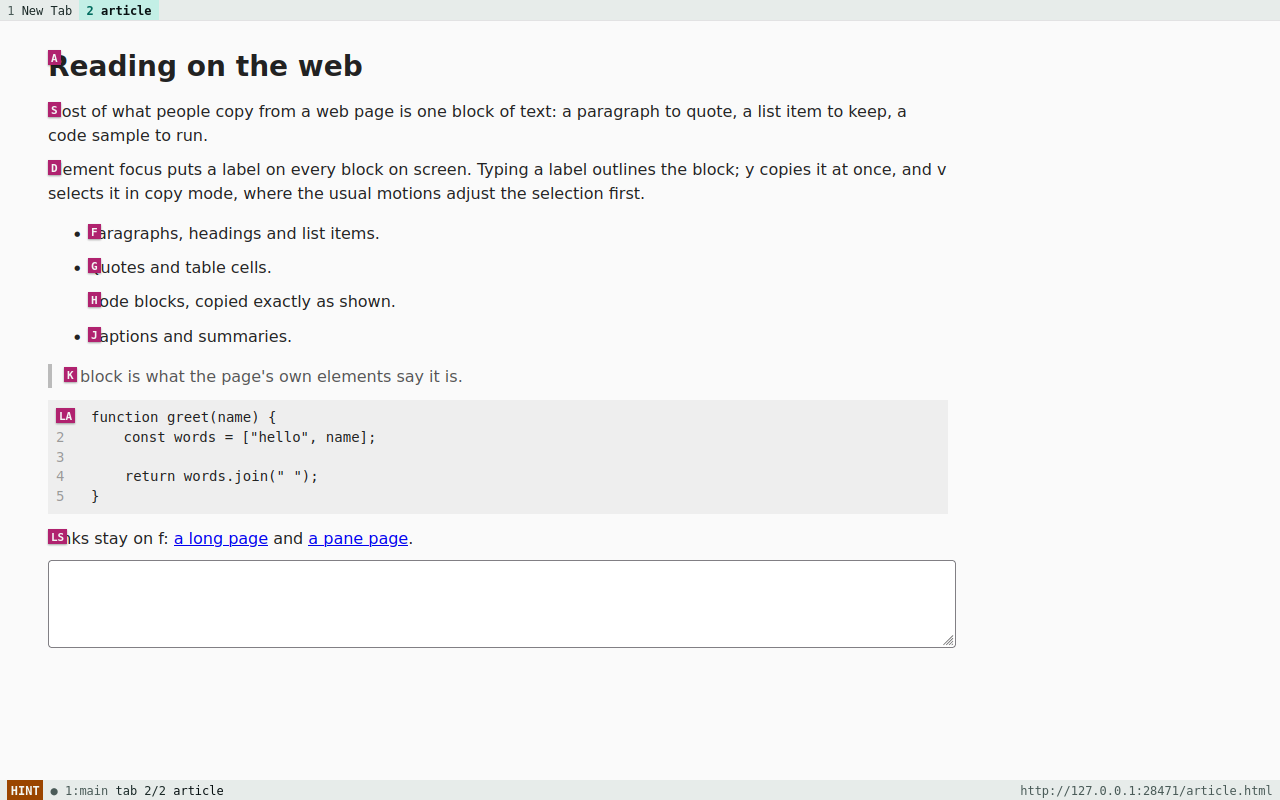 1 New Tab 2 article
A
Reading on the web
S ost of what people copy from a web page is one block of text: a paragraph to quote, a list item to keep, a
code sample to run.
D ement focus puts a label on every block on screen. Typing a label outlines the block; y copies it at once, and v
selects it in copy mode, where the usual motions adjust the selection first.
• F aragraphs, headings and list items.
• G uotes and table cells.
H ode blocks, copied exactly as shown.
• J aptions and summaries.
K block is what the page's own elements say it is.
LA function greet(name) {
2 const words = ["hello", name];
3
4 return words.join(" ");
5 }
LS nks stay on f: a long page and a pane page.
HINT ● 1:main tab 2/2 article http://127.0.0.1:28471/article.html